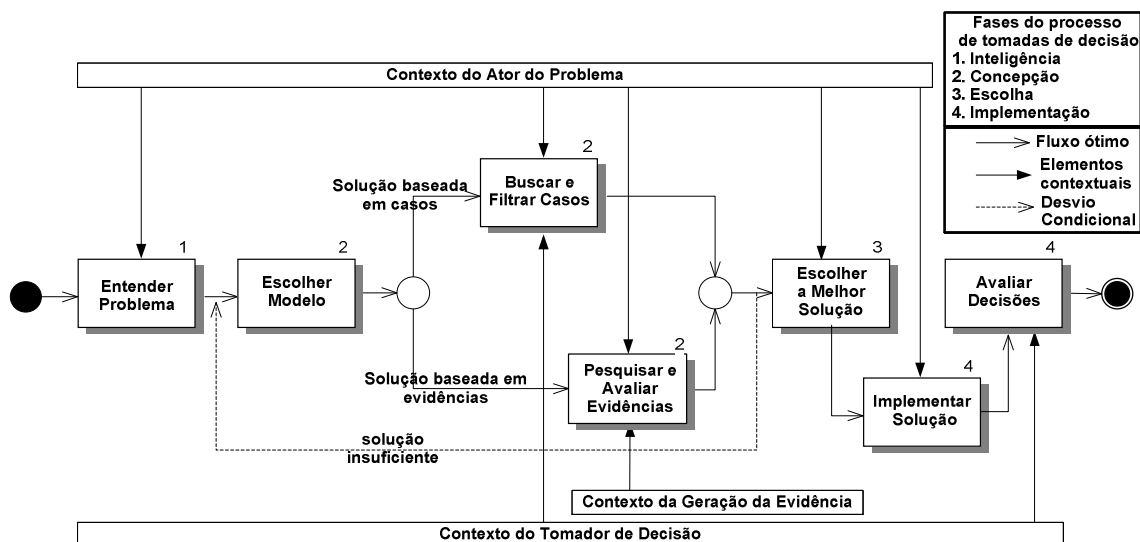 Fases do processo
de tomadas de decisão
1. Inteligência
2. Concepção
3. Escolha
4. Implementação
Fluxo ótimo
Elementos
contextuais
Desvio
Condicional
Contexto do Ator do Problema
1
Entender
Problema
2
Escolher
Modelo
Solução baseada
em casos
2
Buscar e
Filtrar Casos
Solução baseada em
evidências
2
Pesquisar e
Avaliar
Evidências
3
Escolher
a Melhor
Solução
4
Implementar
Solução
4
Avaliar
Decisões
solução
insuficiente
Contexto da Geração da Evidência
Contexto do Tomador de Decisão